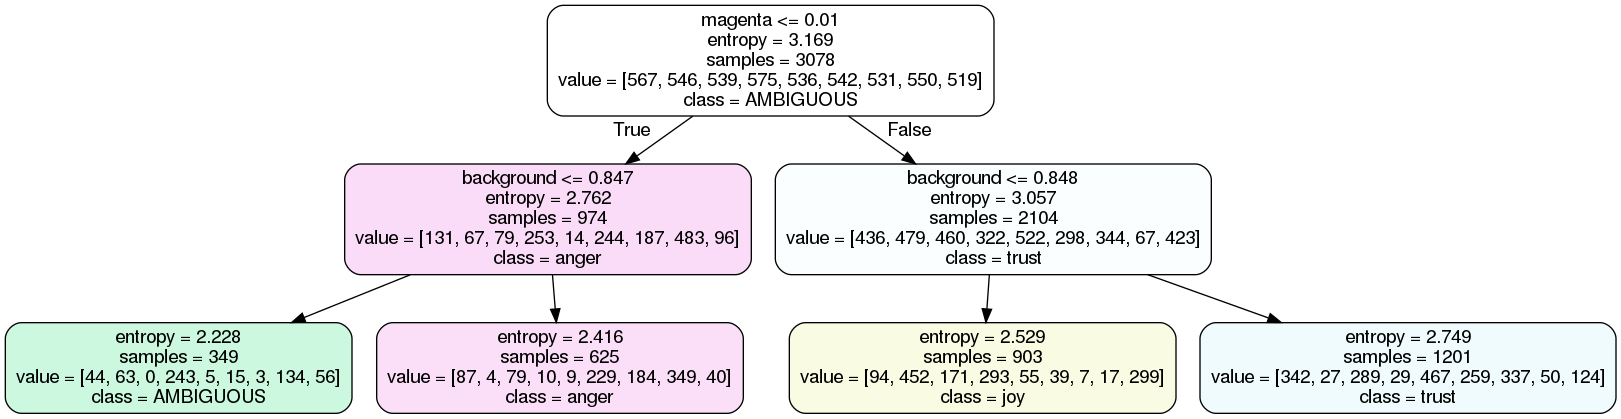 magenta <= 0.01
entropy = 3.169
samples = 3078
value = [567, 546, 539, 575, 536, 542, 531, 550, 519]
class = AMBIGUOUS
True
False
background <= 0.847
entropy = 2.762
samples = 974
value = [131, 67, 79, 253, 14, 244, 187, 483, 96]
class = anger
background <= 0.848
entropy = 3.057
samples = 2104
value = [436, 479, 460, 322, 522, 298, 344, 67, 423]
class = trust
entropy = 2.228
samples = 349
value = [44, 63, 0, 243, 5, 15, 3, 134, 56]
class = AMBIGUOUS
entropy = 2.416
samples = 625
value = [87, 4, 79, 10, 9, 229, 184, 349, 40]
class = anger
entropy = 2.529
samples = 903
value = [94, 452, 171, 293, 55, 39, 7, 17, 299]
class = joy
entropy = 2.749
samples = 1201
value = [342, 27, 289, 29, 467, 259, 337, 50, 124]
class = trust